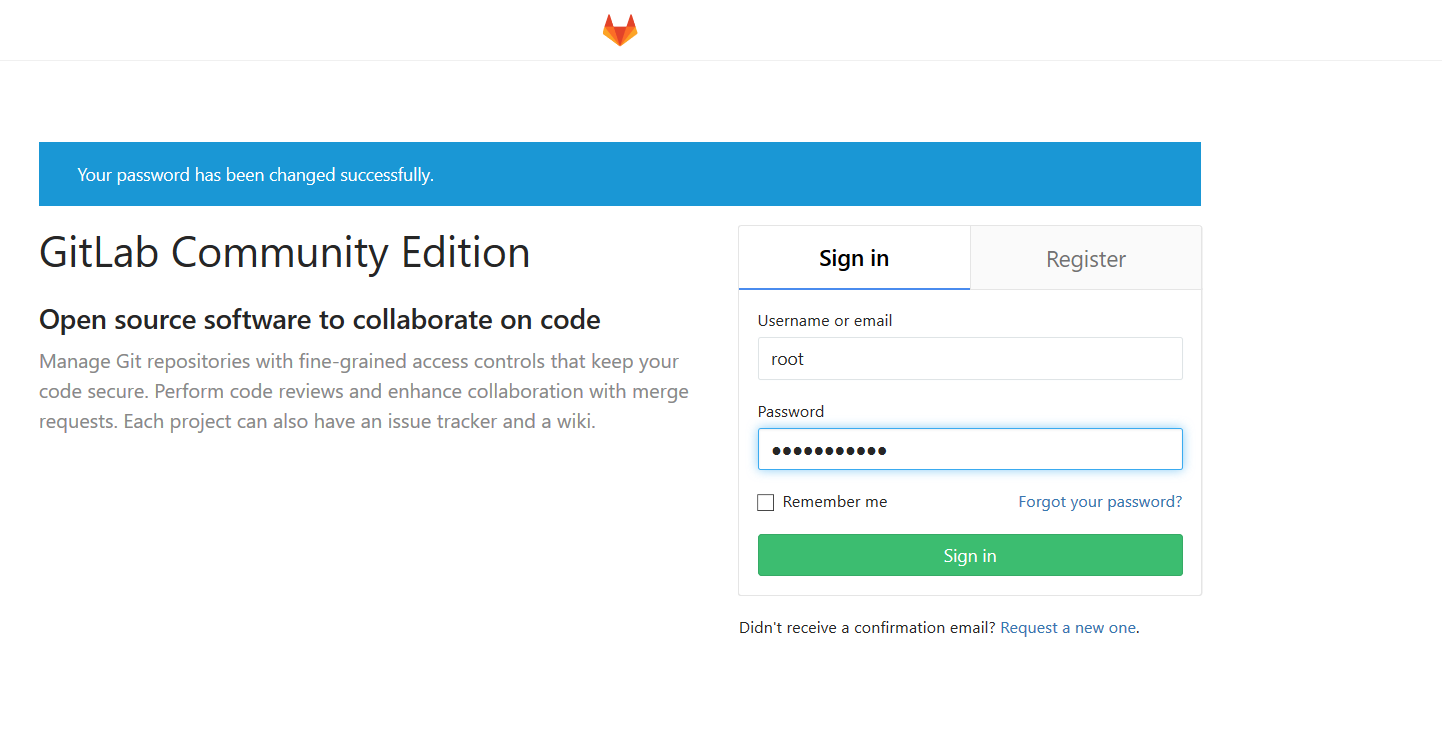 Your password has been changed successfully.
GitLab Community Edition
Open source software to collaborate on code
Manage Git repositories with fine-grained access controls that keep your
code secure. Perform code reviews and enhance collaboration with merge
requests. Each project can also have an issue tracker and a wiki.
Sign in
Register
Username or email
root
Password
●●●●●●●●●●●
Remember me
Forgot your password?
Sign in
Didn't receive a confirmation email? Request a new one.